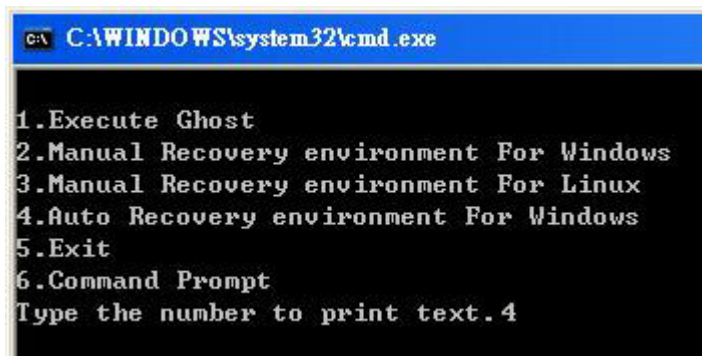 C:\WINDOWS\system32\cmd.exe
1.Execute Ghost
2.Manual Recovery environment For Windows
3.Manual Recovery environment For Linux
4.Auto Recovery environment For Windows
5.Exit
6.Command Prompt
Type the number to print text.4